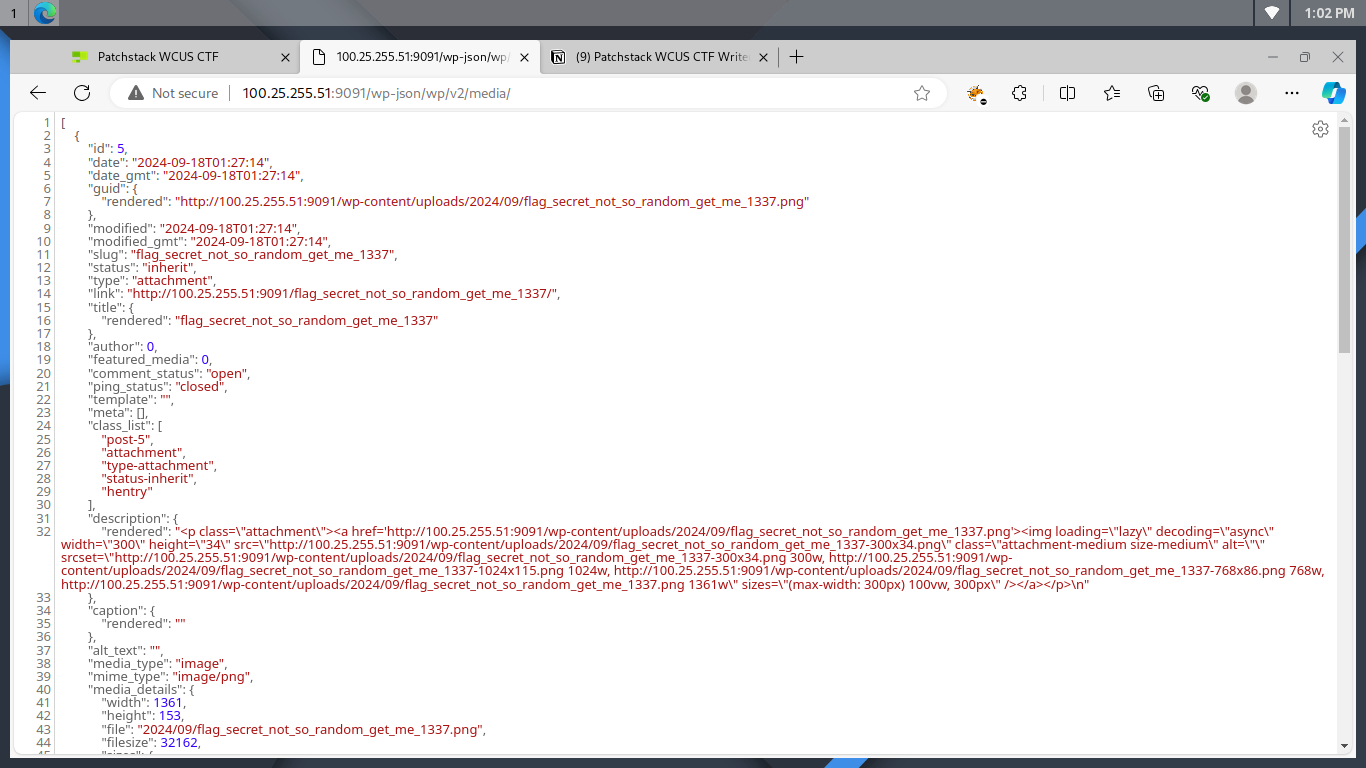 1
1:02 PM
Patchstack WCUS CTF
100.25.255.51:9091/wp-json/wp/
(9) Patchstack WCUS CTF Write
Not secure
100.25.255.51:9091/wp-json/wp/v2/media/
1 [
2 {
3 "id": 5,
4 "date": "2024-09-18T01:27:14",
5 "date_gmt": "2024-09-18T01:27:14",
6 "guid": {
7 "rendered": "http://100.25.255.51:9091/wp-content/uploads/2024/09/flag_secret_not_so_random_get_me_1337.png"
8 },
9 "modified": "2024-09-18T01:27:14",
10 "modified_gmt": "2024-09-18T01:27:14",
11 "slug": "flag_secret_not_so_random_get_me_1337",
12 "status": "inherit",
13 "type": "attachment",
14 "link": "http://100.25.255.51:9091/flag_secret_not_so_random_get_me_1337/",
15 "title": {
16 "rendered": "flag_secret_not_so_random_get_me_1337"
17 },
18 "author": 0,
19 "featured_media": 0,
20 "comment_status": "open",
21 "ping_status": "closed",
22 "template": "",
23 "meta": [],
24 "class_list": [
25 "post-5",
26 "attachment",
27 "type-attachment",
28 "status-inherit",
29 "hentry"
30 ],
31 "description": {
32 "rendered": "<p class=\"attachment\"><a href='http://100.25.255.51:9091/wp-content/uploads/2024/09/flag_secret_not_so_random_get_me_1337.png'><img loading=\"lazy\" decoding=\"async\"
width=\"300\" height=\"34\" src=\"http://100.25.255.51:9091/wp-content/uploads/2024/09/flag_secret_not_so_random_get_me_1337-300x34.png\" class=\"attachment-medium size-medium\" alt=\"\"
srcset=\"http://100.25.255.51:9091/wp-content/uploads/2024/09/flag_secret_not_so_random_get_me_1337-300x34.png 300w, http://100.25.255.51:9091/wp-
content/uploads/2024/09/flag_secret_not_so_random_get_me_1337-1024x115.png 1024w, http://100.25.255.51:9091/wp-content/uploads/2024/09/flag_secret_not_so_random_get_me_1337-768x86.png 768w,
http://100.25.255.51:9091/wp-content/uploads/2024/09/flag_secret_not_so_random_get_me_1337.png 1361w\" sizes=\"(max-width: 300px) 100vw, 300px\" /></a></p>\n"
33 },
34 "caption": {
35 "rendered": ""
36 },
37 "alt_text": "",
38 "media_type": "image",
39 "mime_type": "image/png",
40 "media_details": {
41 "width": 1361,
42 "height": 153,
43 "file": "2024/09/flag_secret_not_so_random_get_me_1337.png",
44 "filesize": 32162,